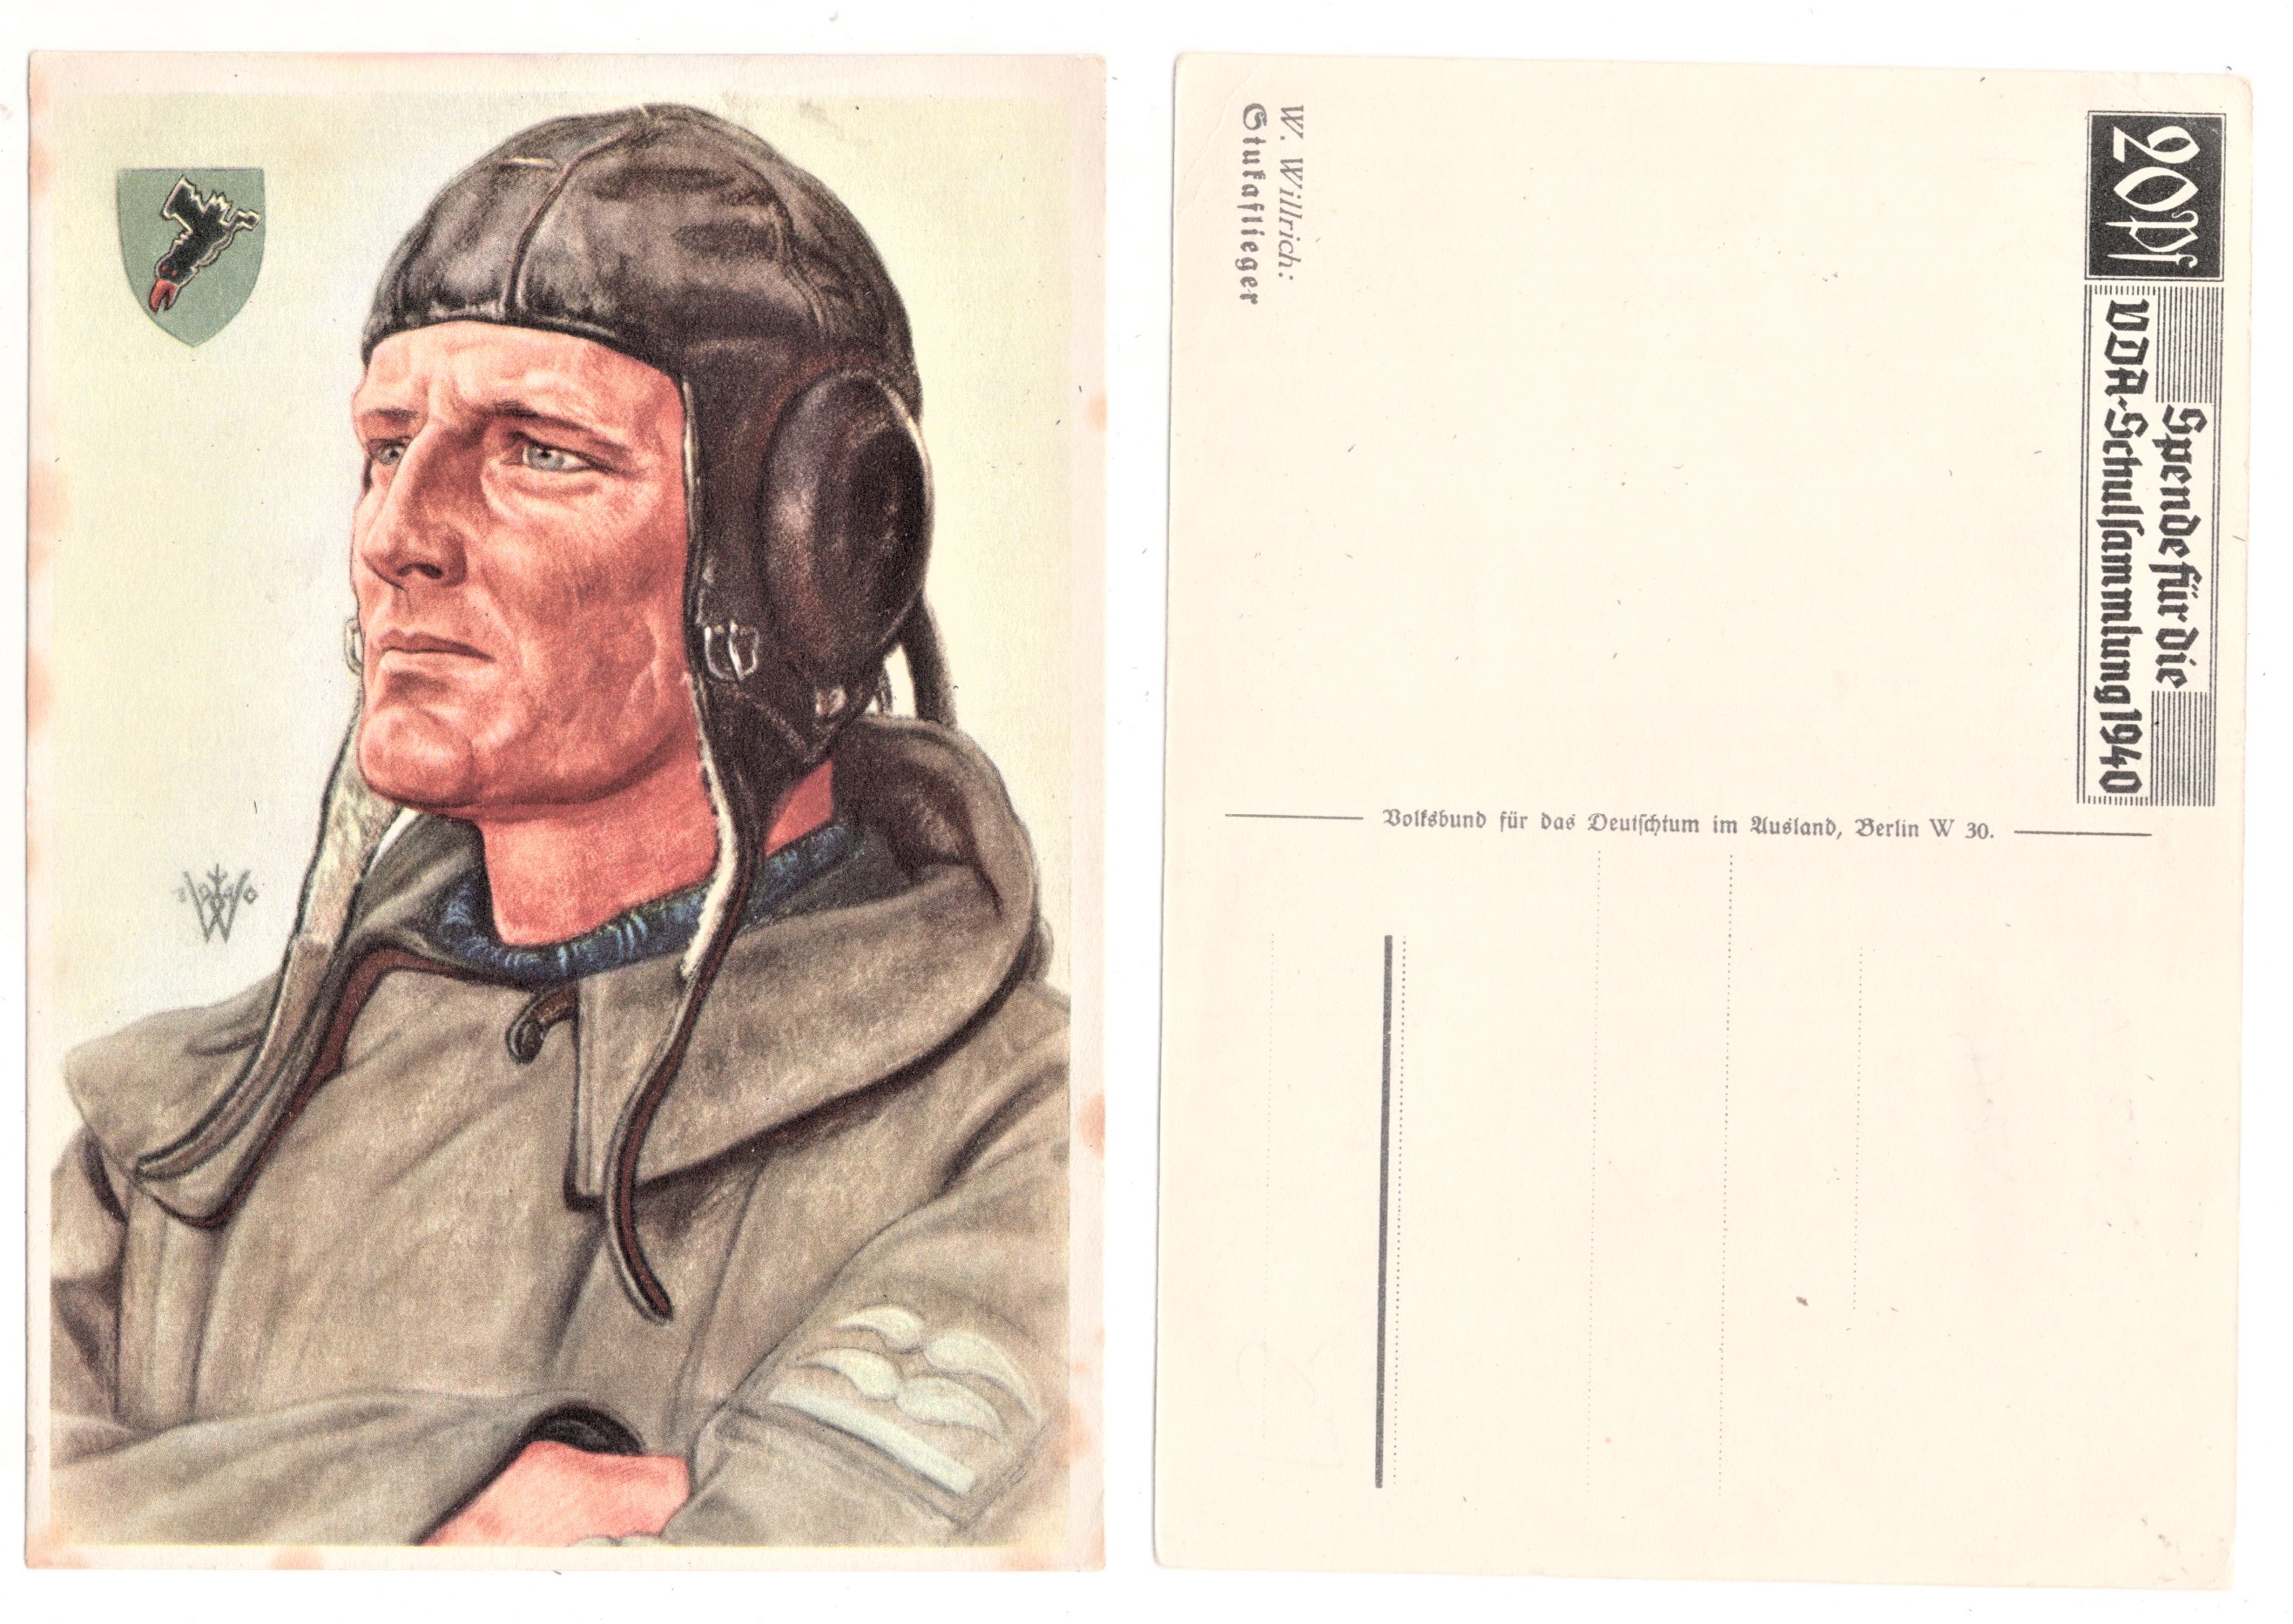 W. Willrich:
Stukaflieger
20 Pf
Spende für die
VDA-Schulsammlung 1940
Volksbund für das Deutschtum im Ausland, Berlin W 30.